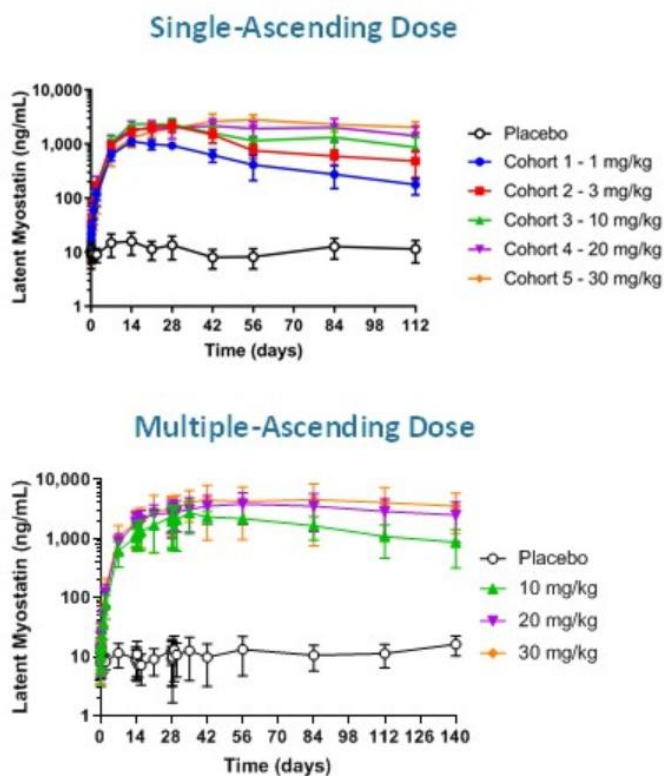 Single-Ascending Dose
Latent Myostatin (ng/mL)
10,000
1,000
100
10
1
0 14 28 42 56 70 84 98 112
Time (days)
Placebo
Cohort 1 - 1 mg/kg
Cohort 2 - 3 mg/kg
Cohort 3 - 10 mg/kg
Cohort 4 - 20 mg/kg
Cohort 5 - 30 mg/kg
Multiple-Ascending Dose
Latent Myostatin (ng/mL)
10,000
1,000
100
10
1
0 14 28 42 56 70 84 98 112 126 140
Time (days)
Placebo
10 mg/kg
20 mg/kg
30 mg/kg